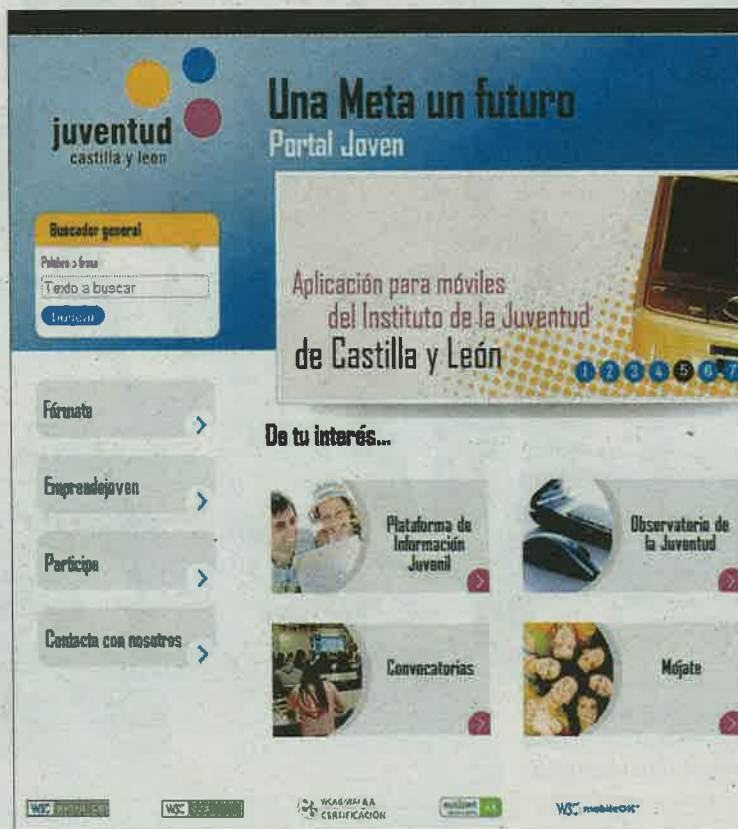 juventud
castilla y leon
Una Meta un futuro
Portal Joven
Buscador general
Palabra o frase
Texto a buscar
buscar
Aplicación para móviles
del Instituto de la Juventud
de Castilla y León
1 2 3 4 5 6 7
Fórmate
Emprendejoven
Participa
Contacta con nosotros
De tu interés...
Plataforma de
Información
Juvenil
Observatorio de
la Juventud
Convocatorias
Mójate
W3C
W3C
WCAG-WAI AA
CERTIFICACIÓN
W3C mobileOK